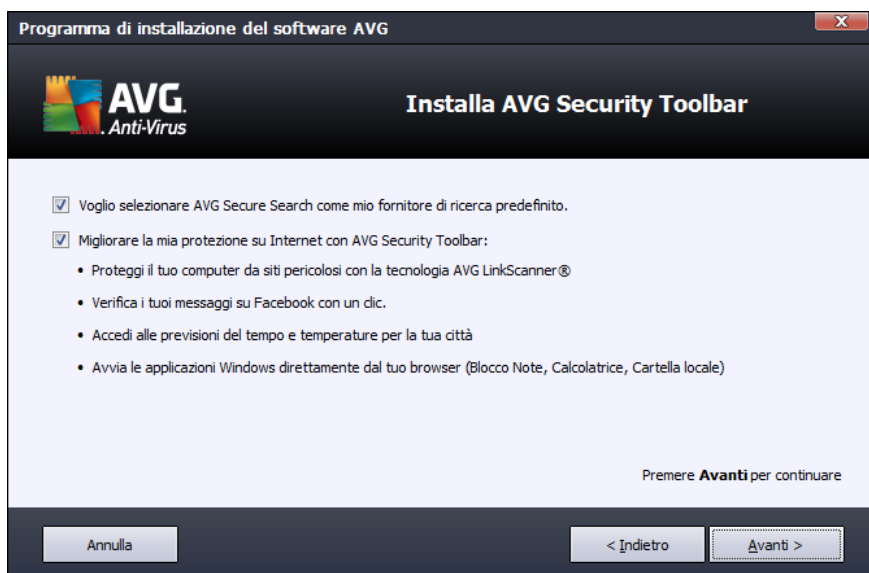 Programma di installazione del software AVG
X
AVG.
Anti-Virus
Installa AVG Security Toolbar
Voglio selezionare AVG Secure Search come mio fornitore di ricerca predefinito.
Migliorare la mia protezione su Internet con AVG Security Toolbar:
• Proteggi il tuo computer da siti pericolosi con la tecnologia AVG LinkScanner®
• Verifica i tuoi messaggi su Facebook con un clic.
• Accedi alle previsioni del tempo e temperature per la tua città
• Avvia le applicazioni Windows direttamente dal tuo browser (Blocco Note, Calcolatrice, Cartella locale)
Premere Avanti per continuare
Annulla
< Indietro
Avanti >